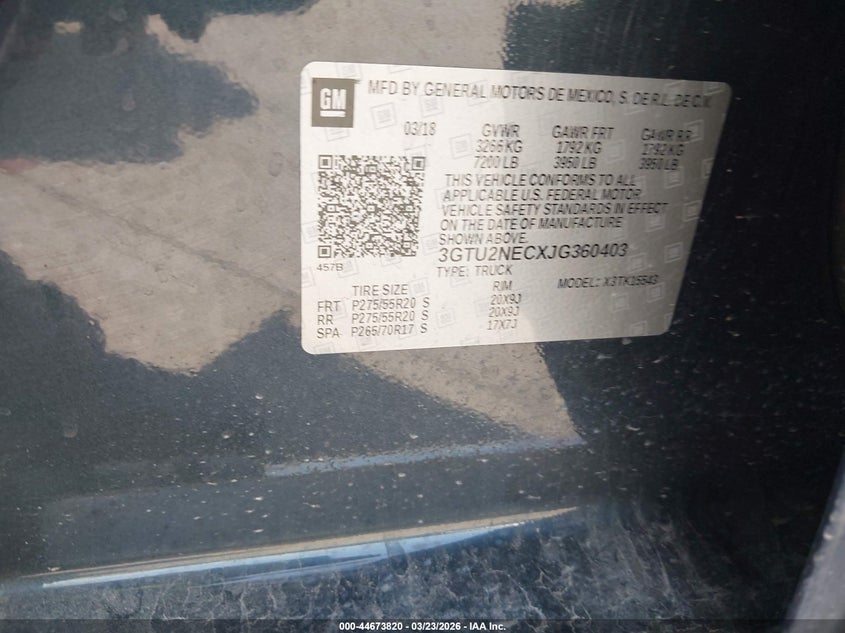 GM
MFD BY GENERAL MOTORS DE MEXICO, S. DE R.L. DE C.V.
03/18 GVWR GAWR FRT GAWR RR
3266 KG 1792 KG 1792 KG
7200 LB 3950 LB 3950 LB
THIS VEHICLE CONFORMS TO ALL
APPLICABLE U.S. FEDERAL MOTOR
VEHICLE SAFETY STANDARDS IN EFFECT
ON THE DATE OF MANUFACTURE
SHOWN ABOVE.
3GTU2NECXJG360403
457B
TYPE: TRUCK MODEL: X3TK15543
TIRE SIZE RIM
FRT P275/55R20 S 20X9J
RR P275/55R20 S 20X9J
SPA P265/70R17 S 17X7J
000-44673820 - 03/23/2026 - IAA Inc.